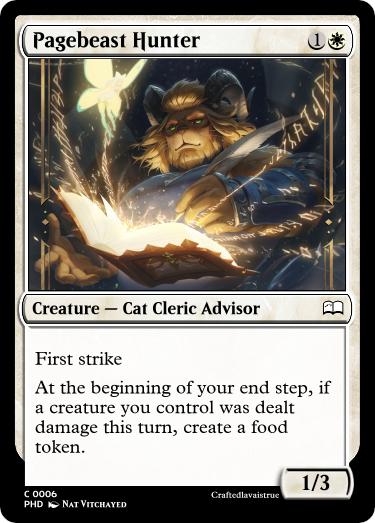 Pagebeast Hunter 1
Creature — Cat Cleric Advisor
First strike
At the beginning of your end step, if
a creature you control was dealt
damage this turn, create a food
token.
1/3
C 0006
PHD Nat Vitchayed
Craftedlavaistrue